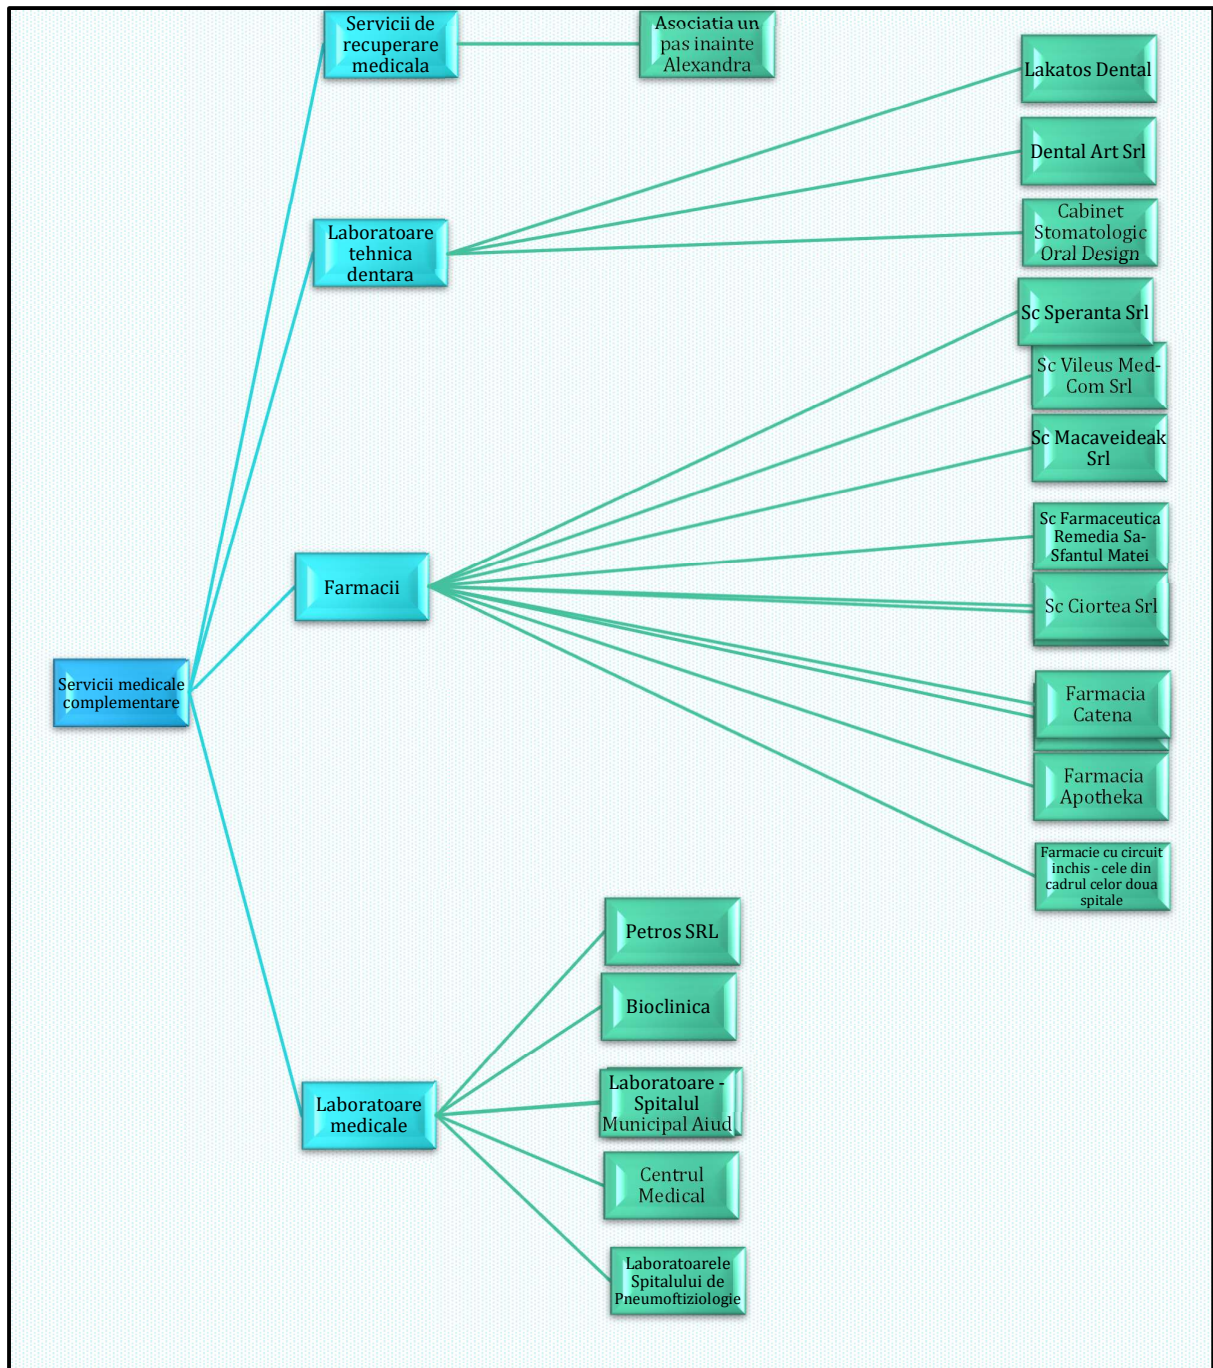 Servicii de
recuperare
medicala
Asociatia un
pas inainte
Alexandra
Lakatos Dental
Dental Art Srl
Laboratoare
tehnica
dentara
Cabinet
Stomatologic
Oral Design
Sc Speranta Srl
Sc Vileus Med-
Com Srl
Sc Macaveideak
Srl
Sc Farmaceutica
Remedia Sa-
Sfantul Matei
Farmacii
Sc Ciortea Srl
Servicii medicale
complementare
Farmacia
Catena
Farmacia
Apotheka
Farmacie cu circuit
inchis - cele din
cadrul celor doua
spitale
Petros SRL
Bioclinica
Laboratoare
medicale
Laboratoare -
Spitalul
Municipal Aiud
Centrul
Medical
Laboratoarele
Spitalului de
Pneumoftiziologie